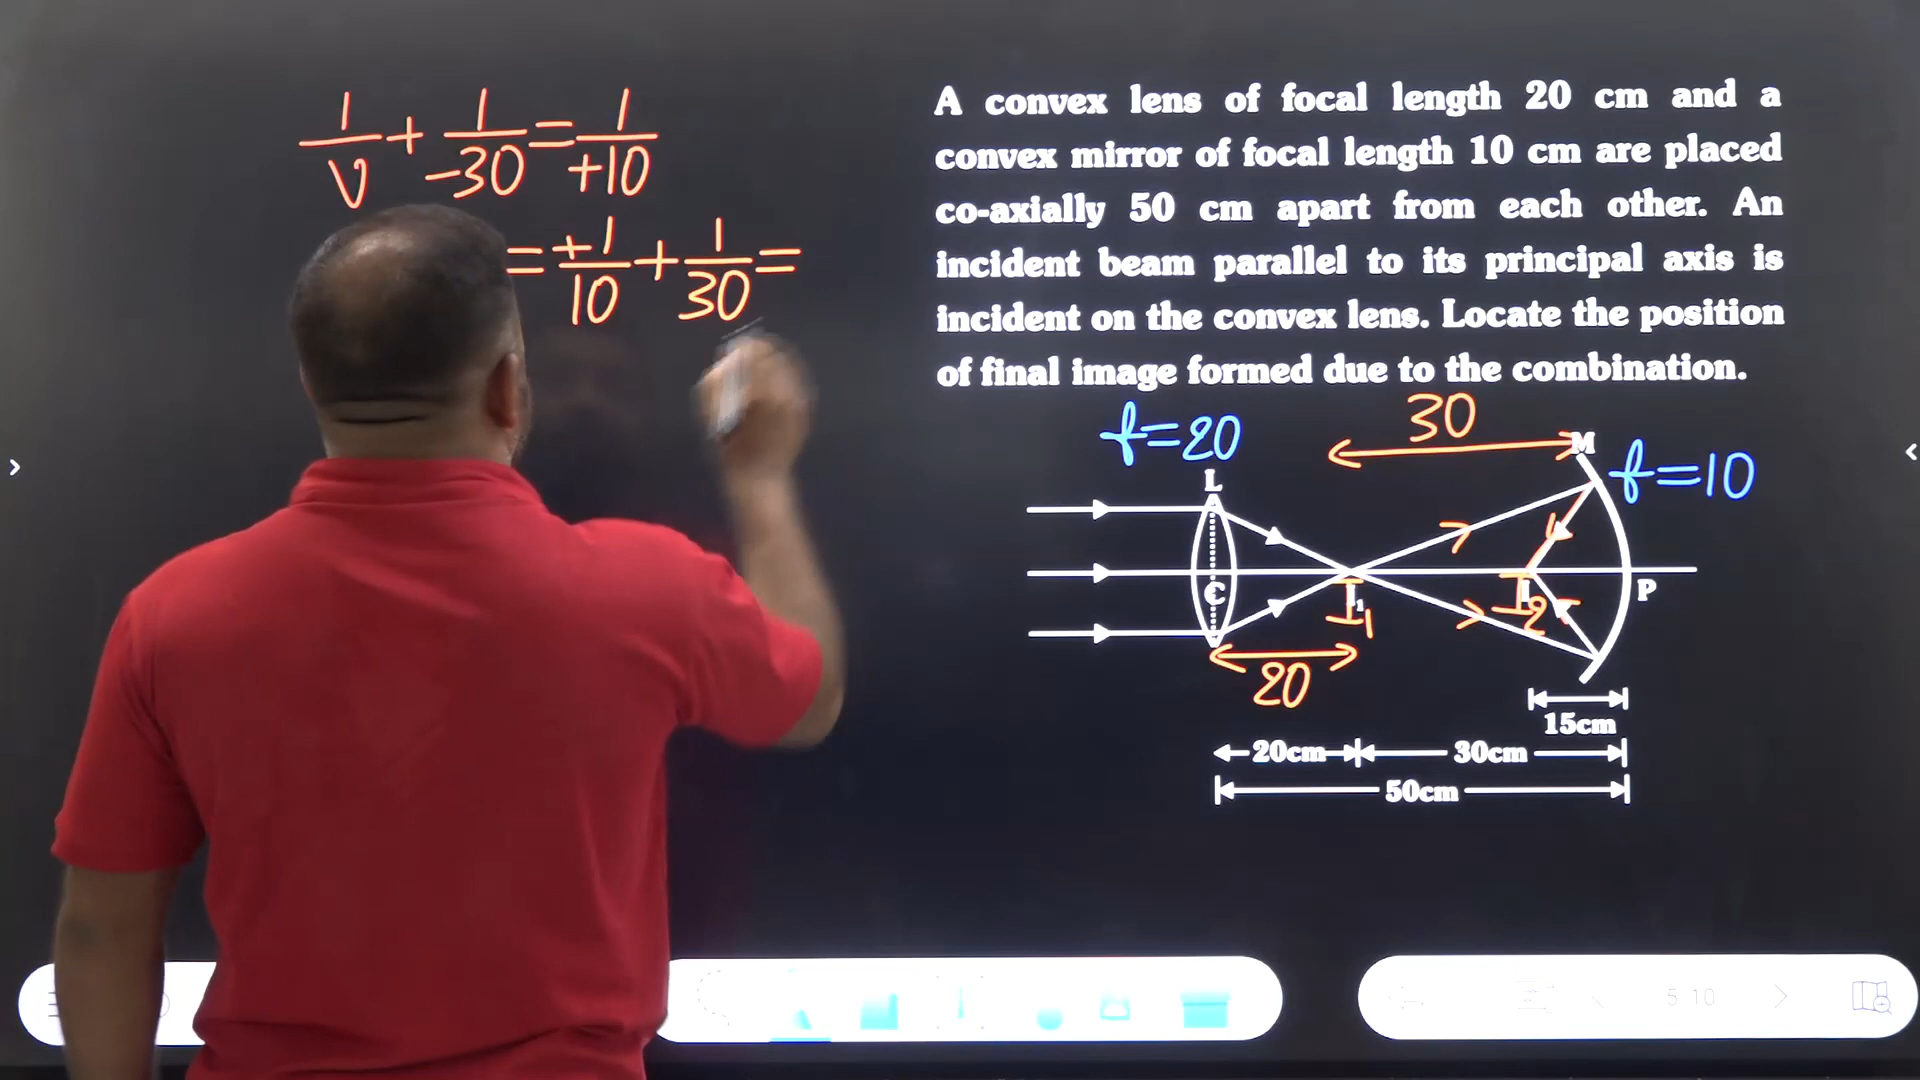 1/v + 1/-30 = 1/+10
= +1/10 + 1/30 =
A convex lens of focal length 20 cm and a
convex mirror of focal length 10 cm are placed
co-axially 50 cm apart from each other. An
incident beam parallel to its principal axis is
incident on the convex lens. Locate the position
of final image formed due to the combination.
30
f=20
M
f=10
L
C
I₁
I₁
I₂
P
20
15cm
20cm
30cm
50cm
5 10